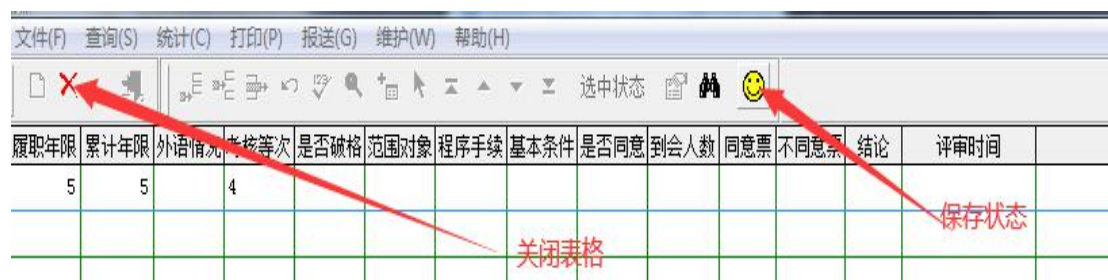 文件(F) 查询(S) 统计(C) 打印(P) 报送(G) 维护(W) 帮助(H)
选中状态
履职年限 累计年限 外语情况 考核等次 是否破格 范围对象 程序手续 基本条件 是否同意 到会人数 同意票 不同意票 结论 评审时间
5 5 4
保存状态
关闭表格